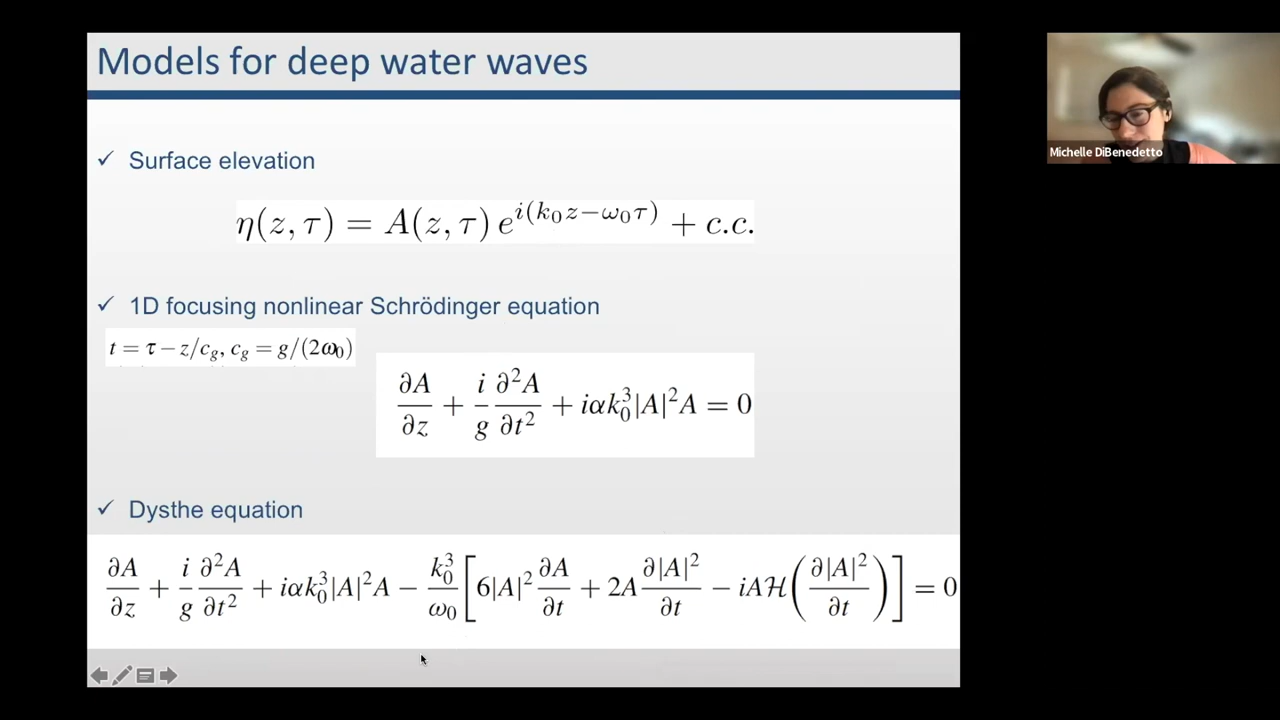 Models for deep water waves
✓ Surface elevation
η(z, τ) = A(z, τ) e^{i(k₀z−ω₀τ)} + c.c.
✓ 1D focusing nonlinear Schrödinger equation
t = τ − z/c_g, c_g = g/(2ω₀)
∂A/∂z + i/g ∂²A/∂t² + iαk₀³|A|²A = 0
✓ Dysthe equation
∂A/∂z + i/g ∂²A/∂t² + iαk₀³|A|²A − k₀³/ω₀ [6|A|² ∂A/∂t + 2A ∂|A|²/∂t − iAℋ(∂|A|²/∂t)] = 0
Michelle DiBenedetto